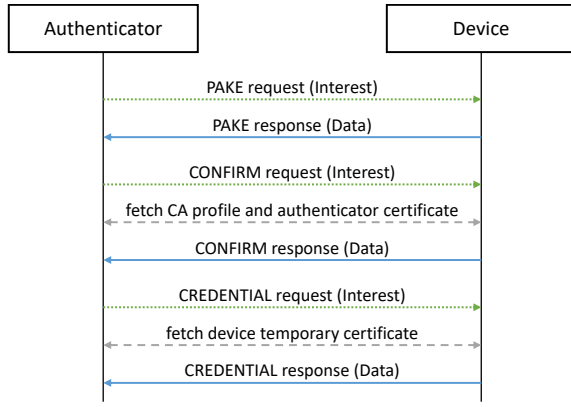 Authenticator
Device
PAKE request (Interest)
PAKE response (Data)
CONFIRM request (Interest)
fetch CA profile and authenticator certificate
CONFIRM response (Data)
CREDENTIAL request (Interest)
fetch device temporary certificate
CREDENTIAL response (Data)